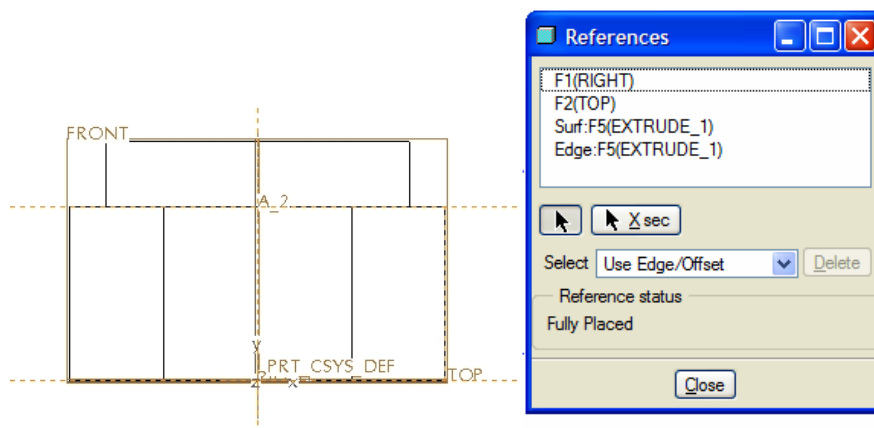 FRONT
A_2
y
PRT_CSYS_DEF
z
x
TOP
References
F1(RIGHT)
F2(TOP)
Surf:F5(EXTRUDE_1)
Edge:F5(EXTRUDE_1)
X sec
Select Use Edge/Offset Delete
Reference status
Fully Placed
Close